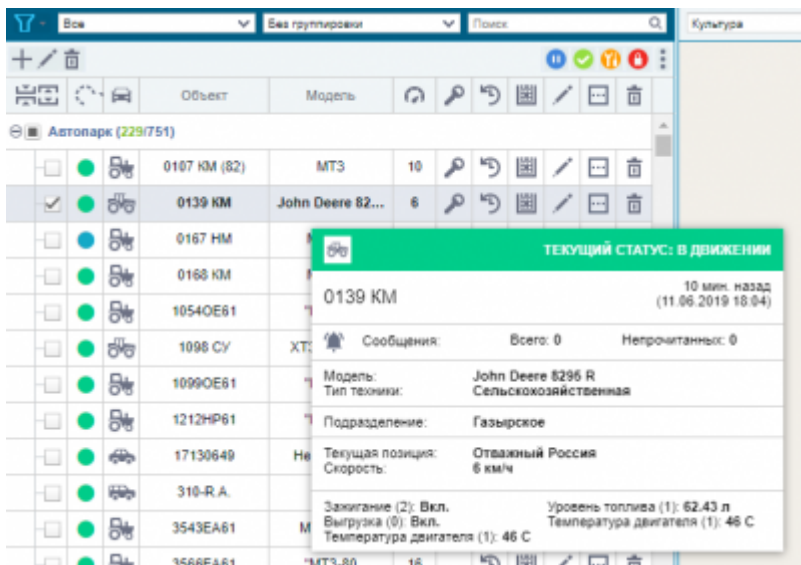 Все Без группировки Поиск Культура
Объект Модель
Автопарк (229/751)
0107 КМ (82) МТЗ 10
0139 КМ John Deere 82... 6
0167 НМ
0168 КМ
1054ОЕ61
1098 СУ ХТЗ
1099ОЕ61
1212НР61
17130649 Не
310-R.A.
3543ЕА61 М
3566ЕА61 "МТЗ-80 16
ТЕКУЩИЙ СТАТУС: В ДВИЖЕНИИ
0139 КМ
10 мин. назад
(11.06.2019 18:04)
Сообщения: Всего: 0 Непрочитанных: 0
Модель: John Deere 8295 R
Тип техники: Сельскохозяйственная
Подразделение: Газырское
Текущая позиция: Отважный Россия
Скорость: 6 км/ч
Зажигание (2): Вкл. Уровень топлива (1): 62.43 л
Выгрузка (0): Вкл. Температура двигателя (1): 46 C
Температура двигателя (1): 46 C